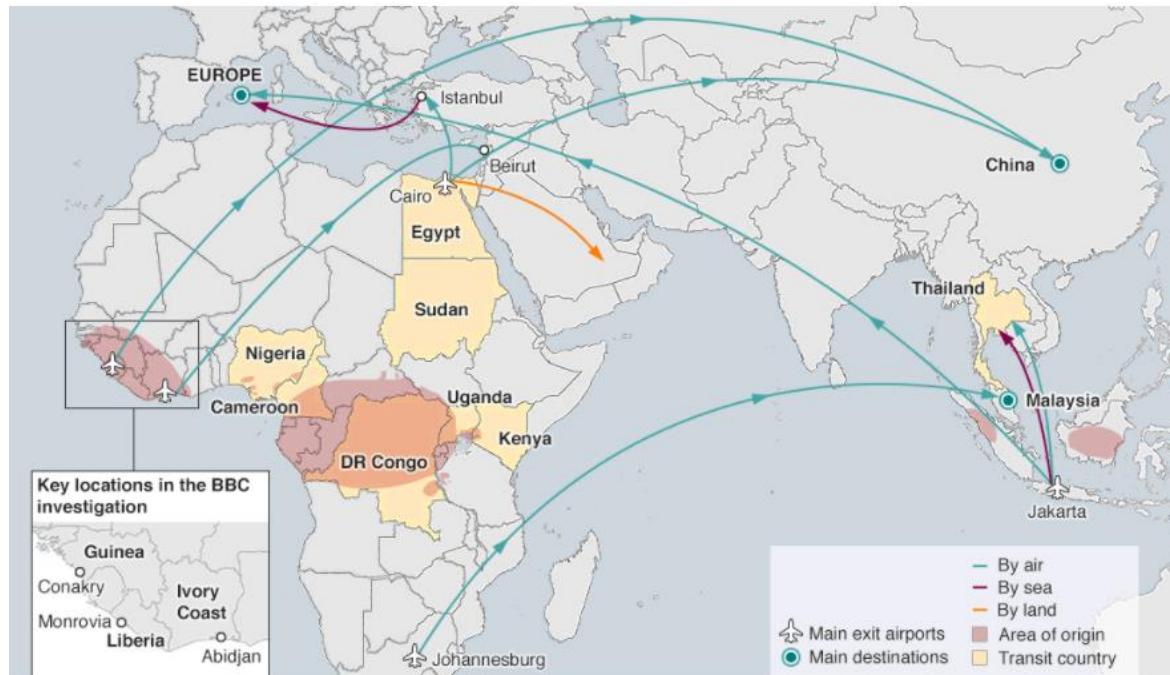 EUROPE
Istanbul
Beirut
China
Cairo
Egypt
Thailand
Sudan
Nigeria
Uganda
Malaysia
Cameroon
Kenya
DR Congo
Key locations in the BBC
investigation
Jakarta
Guinea
By air
Conakry
Ivory
Coast
By sea
By land
Monrovia
Liberia
Main exit airports
Area of origin
Abidjan
Johannesburg
Main destinations
Transit country